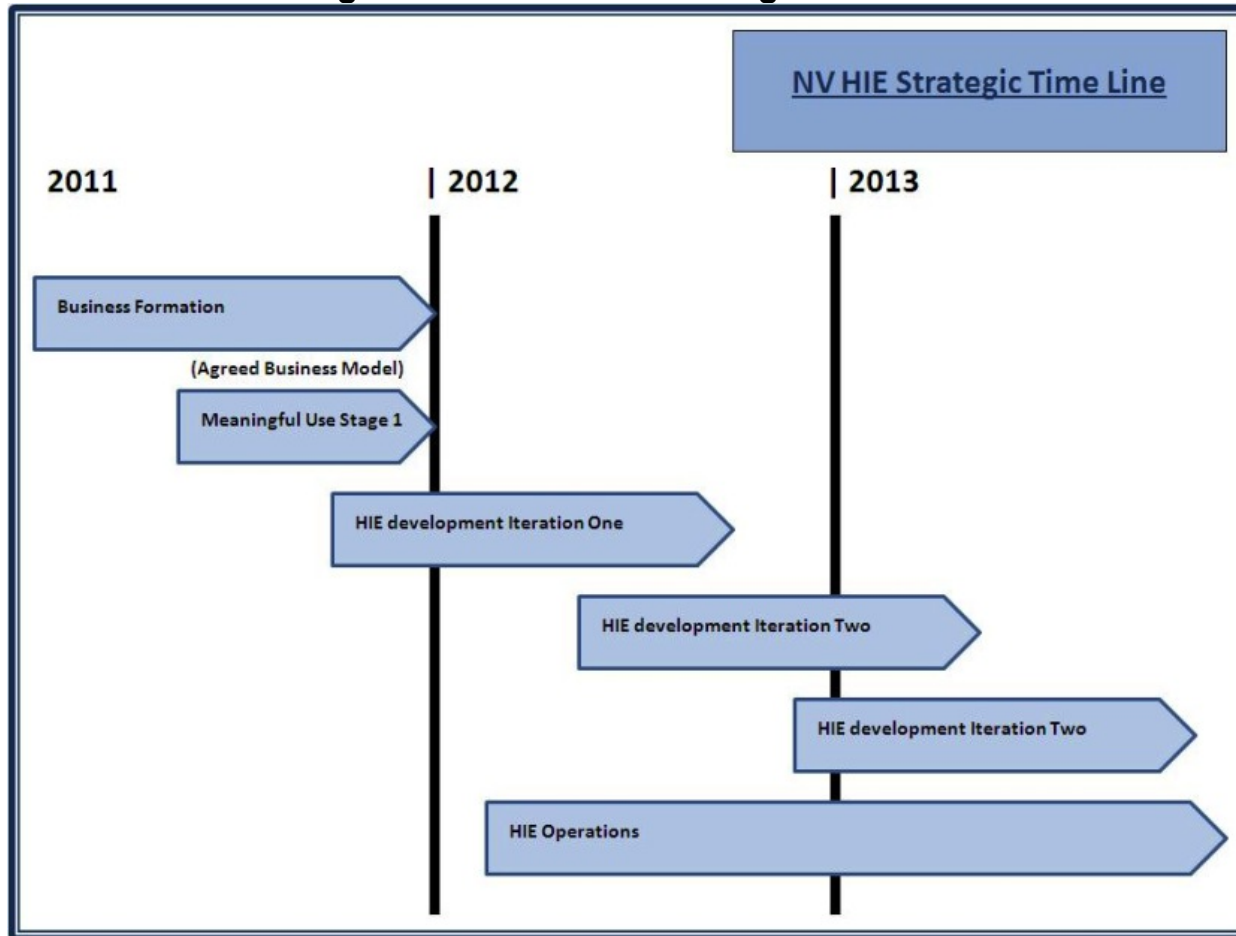 NV HIE Strategic Time Line
2011 | 2012 | 2013
Business Formation
(Agreed Business Model)
Meaningful Use Stage 1
HIE development Iteration One
HIE development Iteration Two
HIE development Iteration Two
HIE Operations